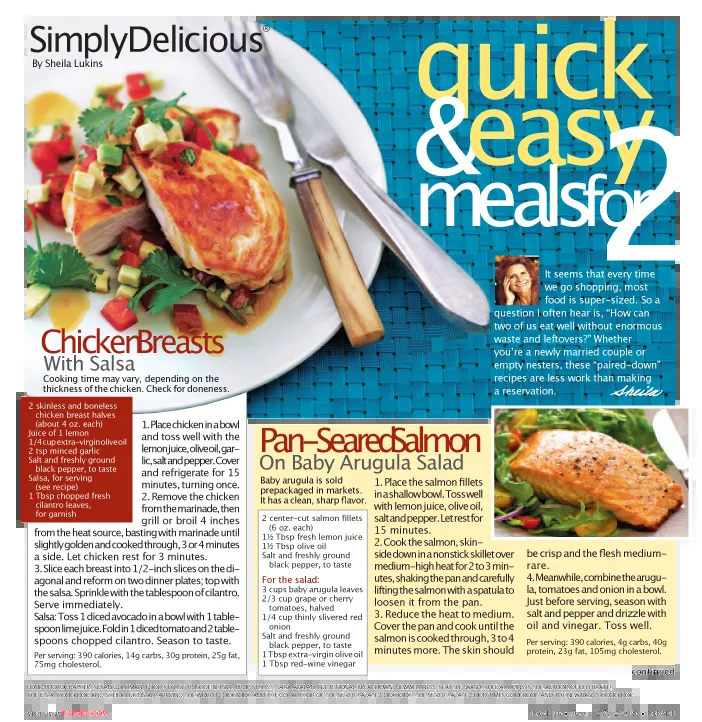 SimplyDelicious®
By Sheila Lukins
quick
&easy
mealsfor2
It seems that every time
we go shopping, most
food is super-sized. So a
question I often hear is, “How can
two of us eat well without enormous
waste and leftovers?” Whether
you’re a newly married couple or
empty nesters, these “paired-down”
recipes are less work than making
a reservation.
Sheila
ChickenBreasts
With Salsa
Cooking time may vary, depending on the
thickness of the chicken. Check for doneness.
2 skinless and boneless
chicken breast halves
(about 4 oz. each)
Juice of 1 lemon
1/4 cup extra-virgin olive oil
2 tsp minced garlic
Salt and freshly ground
black pepper, to taste
Salsa, for serving
(see recipe)
1 Tbsp chopped fresh
cilantro leaves,
for garnish
1. Place chicken in a bowl
and toss well with the
lemon juice, olive oil, gar-
lic, salt and pepper. Cover
and refrigerate for 15
minutes, turning once.
2. Remove the chicken
from the marinade, then
grill or broil 4 inches
from the heat source, basting with marinade until
slightly golden and cooked through, 3 or 4 minutes
a side. Let chicken rest for 3 minutes.
3. Slice each breast into 1/2-inch slices on the di-
agonal and reform on two dinner plates; top with
the salsa. Sprinkle with the tablespoon of cilantro.
Serve immediately.
Salsa: Toss 1 diced avocado in a bowl with 1 table-
spoon lime juice. Fold in 1 diced tomato and 2 table-
spoons chopped cilantro. Season to taste.
Per serving: 390 calories, 14g carbs, 30g protein, 25g fat,
75mg cholesterol.
Pan-SearedSalmon
On Baby Arugula Salad
Baby arugula is sold
prepackaged in markets.
It has a clean, sharp flavor.
2 center-cut salmon fillets
(6 oz. each)
1½ Tbsp fresh lemon juice
1½ Tbsp olive oil
Salt and freshly ground
black pepper, to taste
For the salad:
3 cups baby arugula leaves
2/3 cup grape or cherry
tomatoes, halved
1/4 cup thinly slivered red
onion
Salt and freshly ground
black pepper, to taste
1 Tbsp extra-virgin olive oil
1 Tbsp red-wine vinegar
1. Place the salmon fillets
in a shallow bowl. Toss well
with lemon juice, olive oil,
salt and pepper. Let rest for
15 minutes.
2. Cook the salmon, skin-
side down in a nonstick skillet over
medium-high heat for 2 to 3 min-
utes, shaking the pan and carefully
lifting the salmon with a spatula to
loosen it from the pan.
3. Reduce the heat to medium.
Cover the pan and cook until the
salmon is cooked through, 3 to 4
minutes more. The skin should
be crisp and the flesh medium-
rare.
4. Meanwhile, combine the arugu-
la, tomatoes and onion in a bowl.
Just before serving, season with
salt and pepper and drizzle with
oil and vinegar. Toss well.
Per serving: 390 calories, 4g carbs, 40g
protein, 23g fat, 105mg cholesterol.
continued